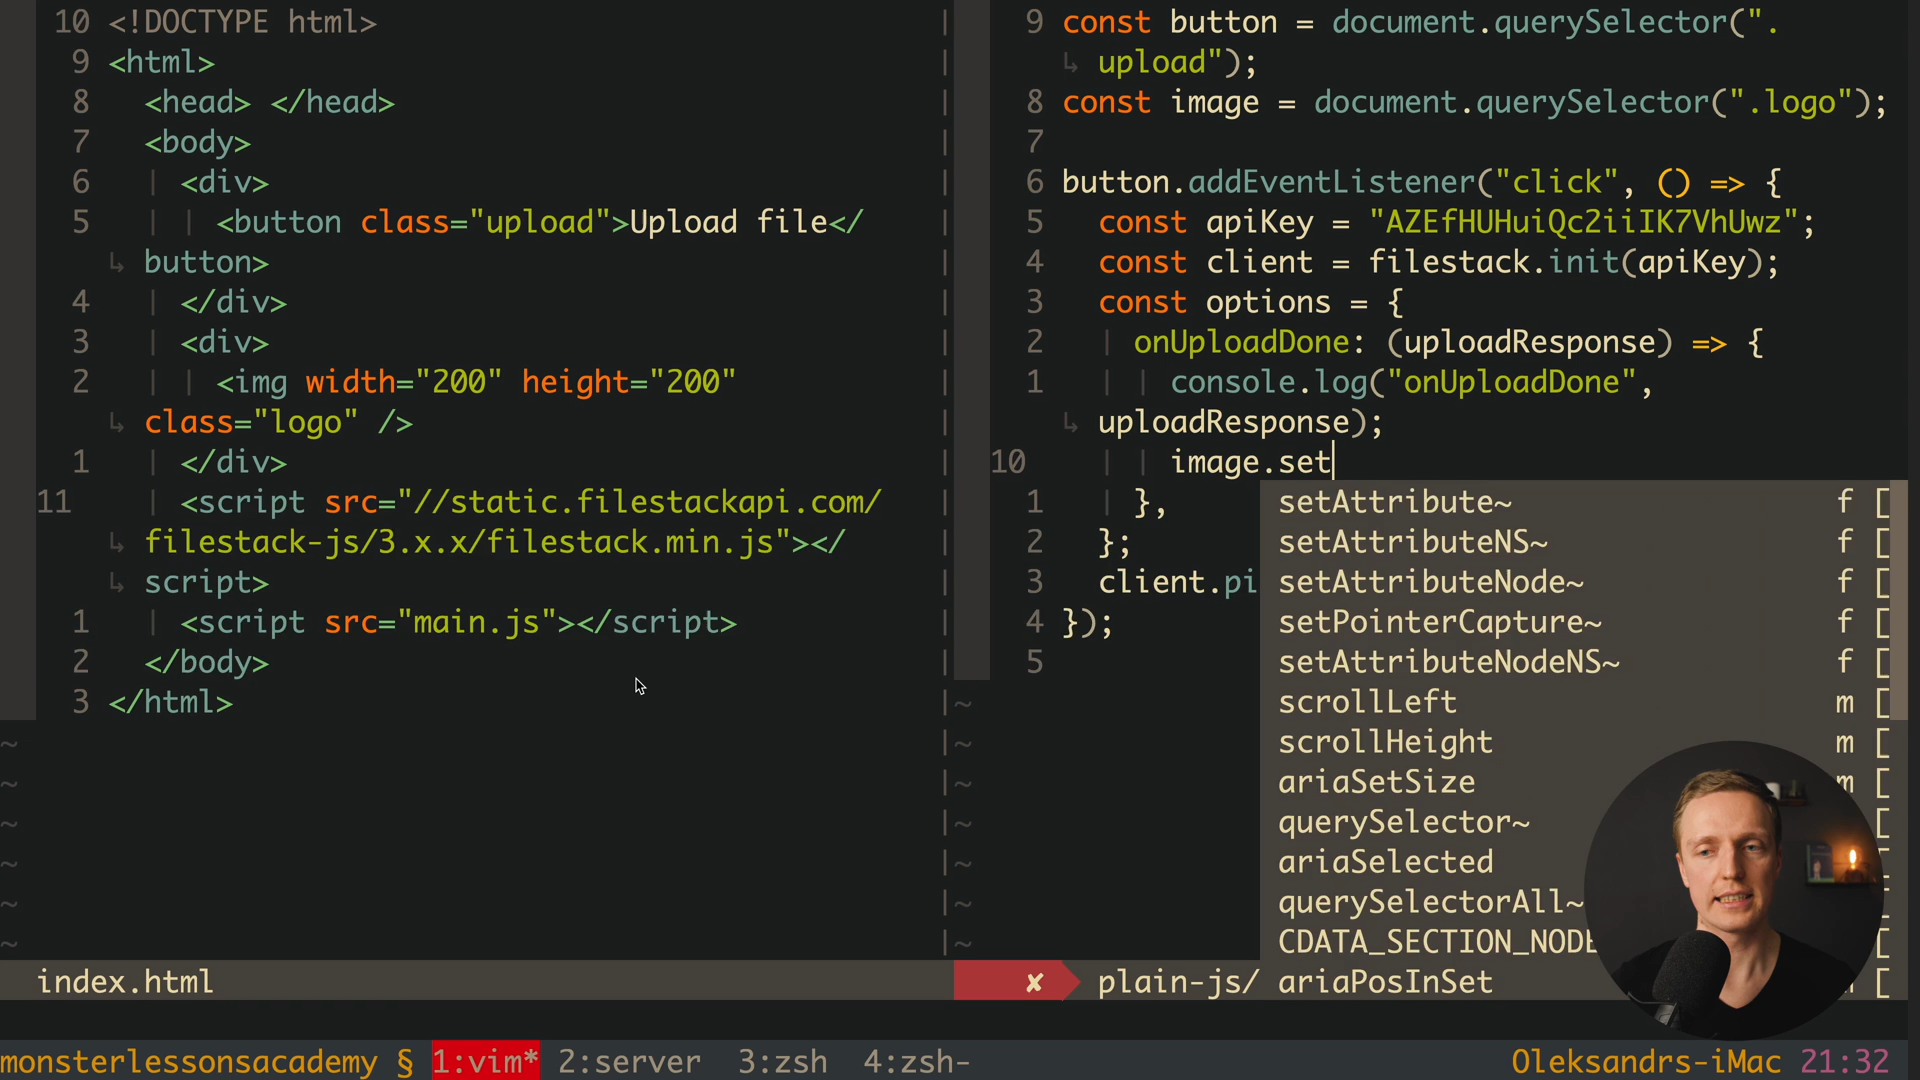 10 <!DOCTYPE html>
9 <html>
8 <head> </head>
7 <body>
6 | <div>
5 | | <button class="upload">Upload file</
↳ button>
4 | </div>
3 | <div>
2 | | <img width="200" height="200"
↳ class="logo" />
1 | </div>
11 | <script src="//static.filestackapi.com/
↳ filestack-js/3.x.x/filestack.min.js"></
↳ script>
1 | <script src="main.js"></script>
2 </body>
3 </html>
~
~
~
~
~
~
index.html
9 const button = document.querySelector(".
↳ upload");
8 const image = document.querySelector(".logo");
7
6 button.addEventListener("click", () => {
5 const apiKey = "AZEfHUHuiQc2iiIK7VhUwz";
4 const client = filestack.init(apiKey);
3 const options = {
2 | onUploadDone: (uploadResponse) => {
1 | | console.log("onUploadDone",
↳ uploadResponse);
10 | | image.set
1 | },
2 };
3 client.pi
4 });
5
~
~
~
~
~
~
~
setAttribute~ f [
setAttributeNS~ f [
setAttributeNode~ f [
setPointerCapture~ f [
setAttributeNodeNS~ f [
scrollLeft m [
scrollHeight m [
ariaSetSize m [
querySelector~ [
ariaSelected [
querySelectorAll~
CDATA_SECTION_NODE
ariaPosInSet [
✘ plain-js/
monsterlessonsacademy § 1:vim* 2:server 3:zsh 4:zsh- Oleksandrs-iMac 21:32